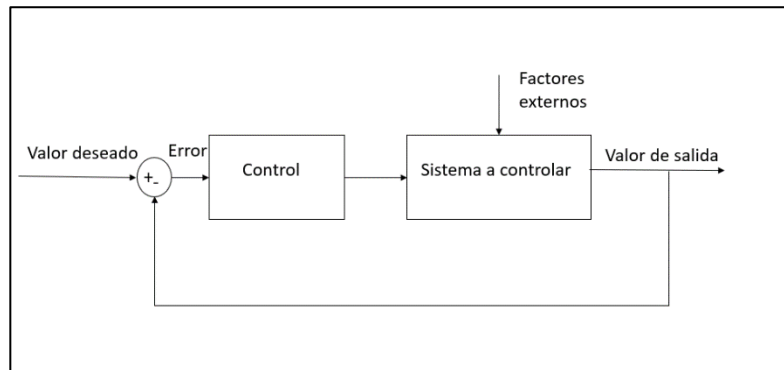 Factores
externos
Valor deseado
Error
Control
Sistema a controlar
Valor de salida
+-